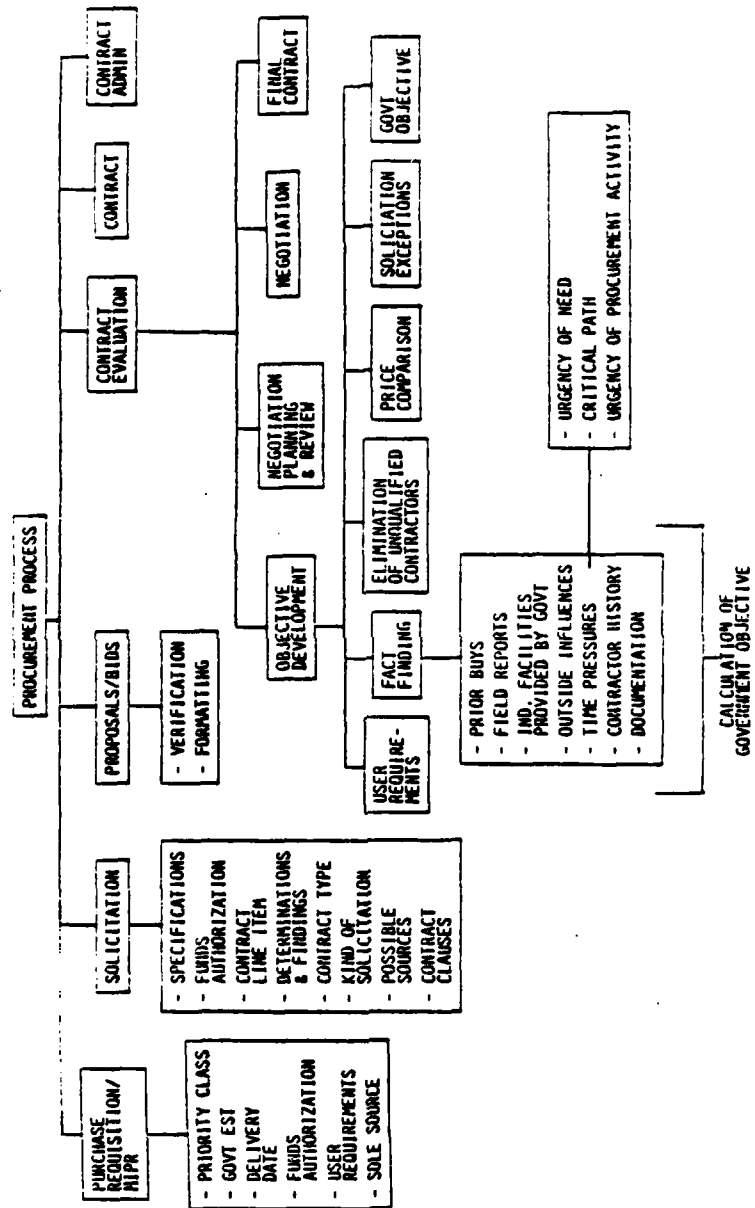 PROCUREMENT PROCESS
PURCHASE
REQUISITION/
MIPR
SOLICITATION
PROPOSALS/BIDS
CONTRACT
EVALUATION
CONTRACT
CONTRACT
ADMIN
- PRIORITY CLASS
- GOVT EST
- DELIVERY
DATE
- FUNDS
AUTHORIZATION
- USER
REQUIREMENTS
- SOLE SOURCE
- SPECIFICATIONS
- FUNDS
AUTHORIZATION
- CONTRACT
LINE ITEM
- DETERMINATIONS
& FINDINGS
- CONTRACT TYPE
- KIND OF
SOLICITATION
- POSSIBLE
SOURCES
- CONTRACT
CLAUSES
- VERIFICATION
- FORMATTING
OBJECTIVE
DEVELOPMENT
NEGOTIATION
PLANNING
& REVIEW
NEGOTIATION
FINAL
CONTRACT
USER
REQUIRE-
MENTS
FACT
FINDING
ELIMINATION
OF UNQUALIFIED
CONTRACTORS
PRICE
COMPARISON
SOLICIATION
EXCEPTIONS
GOVT
OBJECTIVE
- PRIOR BUYS
- FIELD REPORTS
- IND. FACILITIES
PROVIDED BY GOVT
- OUTSIDE INFLUENCES
- TIME PRESSURES
- CONTRACTOR HISTORY
- DOCUMENTATION
- URGENCY OF NEED
- CRITICAL PATH
- URGENCY OF PROCUREMENT ACTIVITY
CALCULATION OF
GOVERNMENT OBJECTIVE